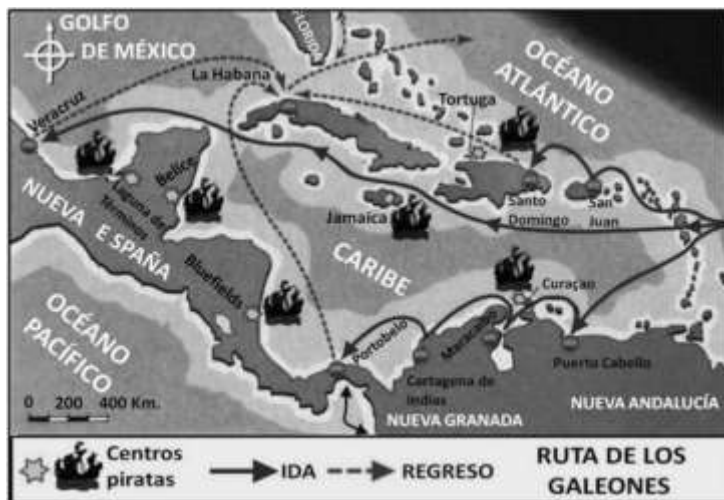 GOLFO
DE MÉXICO
FLORIDA
OCÉANO
ATLÁNTICO
La Habana
Tortuga
Veracruz
Belice
Laguna de
Términos
NUEVA ESPAÑA
Jamaica
Santo
Domingo
San
Juan
CARIBE
Bluefields
Curaçao
OCÉANO
PACÍFICO
Portobelo
Maracaibo
Cartagena de
Indias
Puerto Cabello
NUEVA GRANADA
NUEVA ANDALUCÍA
0 200 400 Km.
Centros
piratas
IDA
REGRESO
RUTA DE LOS
GALEONES